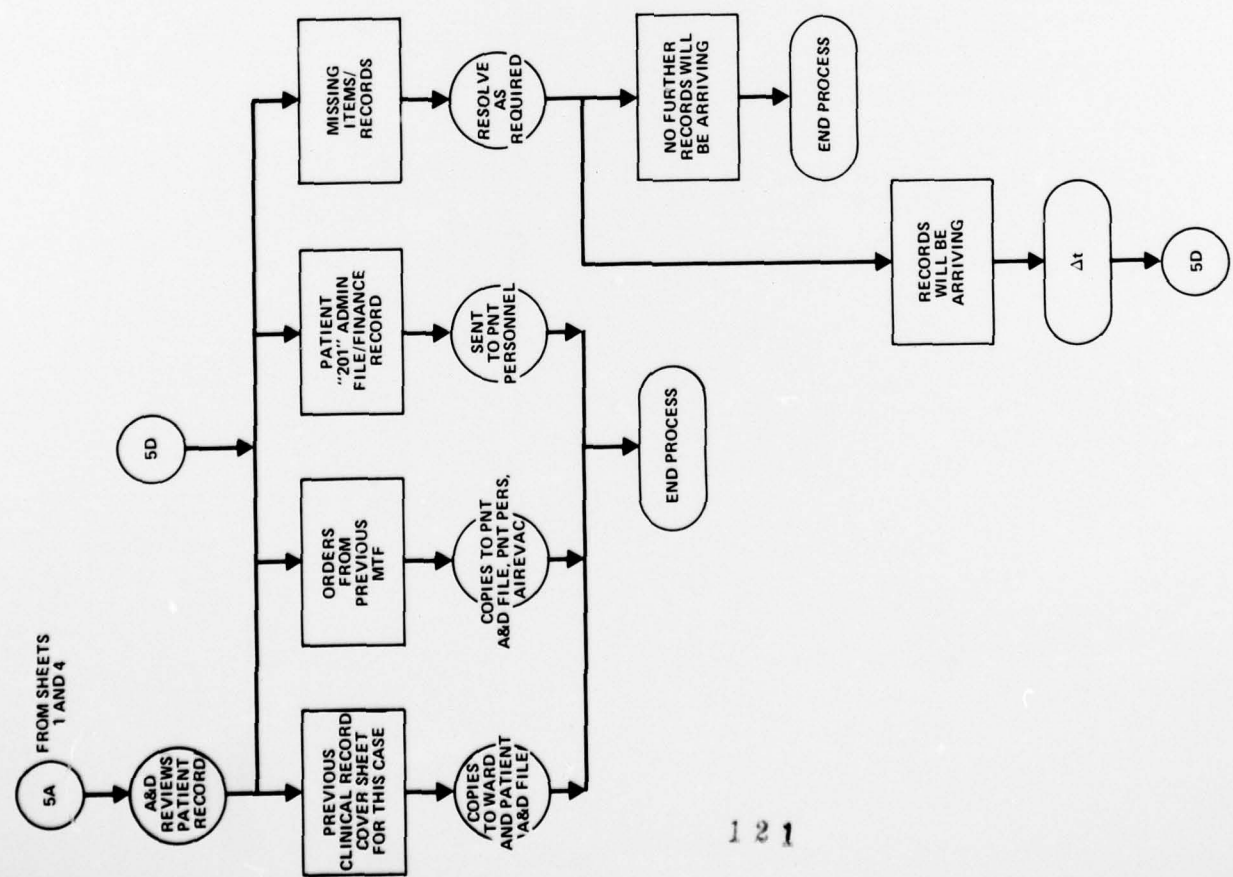 5A
FROM SHEETS
1 AND 4
A&D
REVIEWS
PATIENT
RECORD
5D
PREVIOUS
CLINICAL RECORD
COVER SHEET
FOR THIS CASE
ORDERS
FROM
PREVIOUS
MTF
PATIENT
"201" ADMIN
FILE/FINANCE
RECORD
MISSING
ITEMS/
RECORDS
COPIES
TO WARD
AND PATIENT
A&D FILE
COPIES TO PNT
A&D FILE, PNT PERS,
AIREVAC
SENT
TO PNT
PERSONNEL
RESOLVE
AS
REQUIRED
END PROCESS
NO FURTHER
RECORDS WILL
BE ARRIVING
END PROCESS
RECORDS
WILL BE
ARRIVING
Δt
5D
121